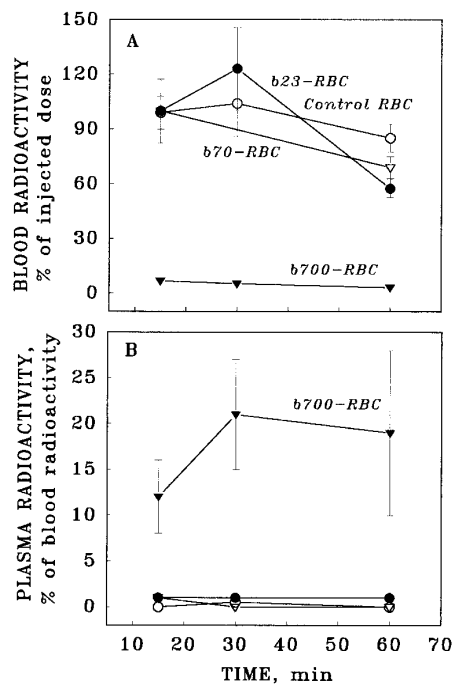 A
150
120
90
60
30
0
BLOOD RADIOACTIVITY
% of injected dose
b23-RBC
Control RBC
b70-RBC
b700-RBC
B
30
25
20
15
10
5
0
PLASMA RADIOACTIVITY,
% of blood radioactivity
b700-RBC
10 20 30 40 50 60 70
TIME, min